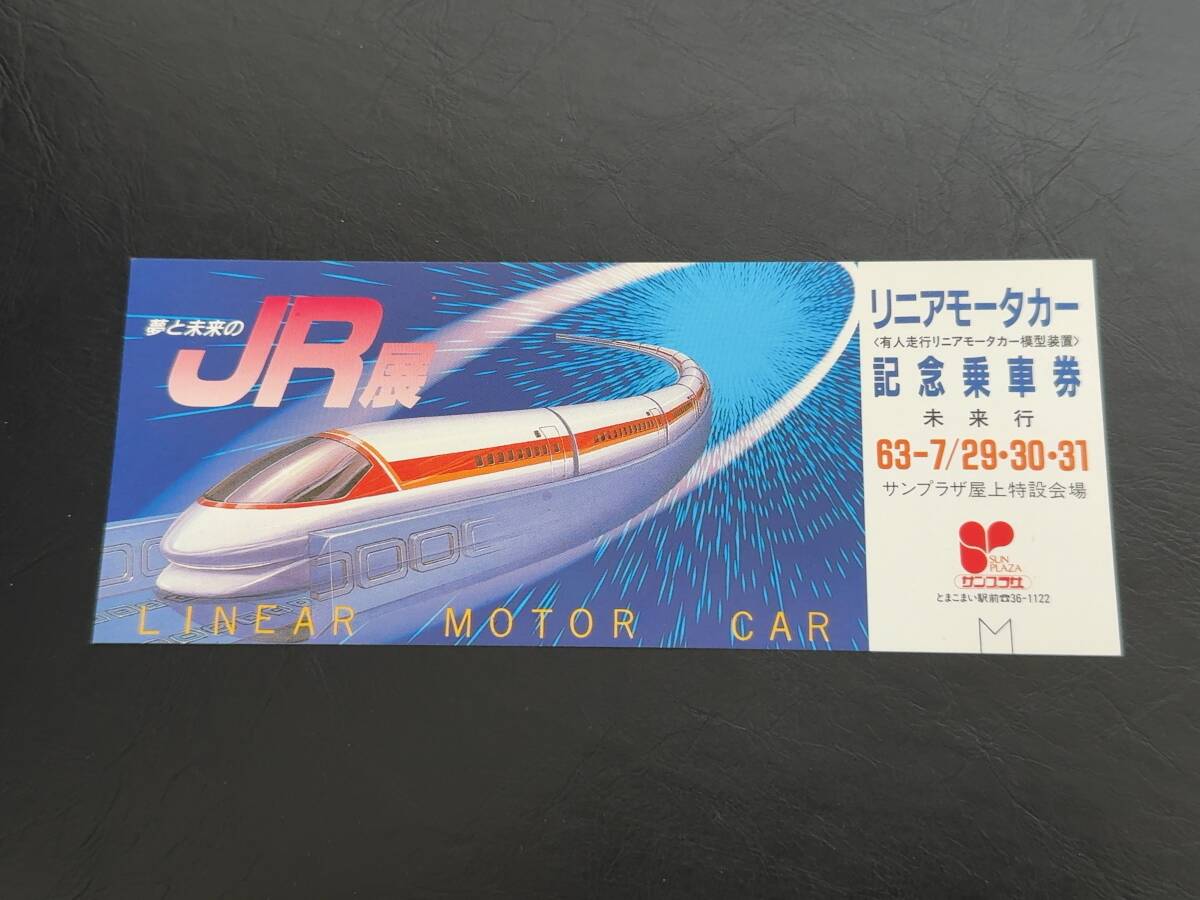 夢と未来の
JR展
LINEAR MOTOR CAR
リニアモータカー
〈有人走行リニアモータカー模型装置〉
記念乗車券
未来行
63-7/29・30・31
サンプラザ屋上特設会場
SUN
PLAZA
サンプラザ
とまこまい駅前☎36-1122